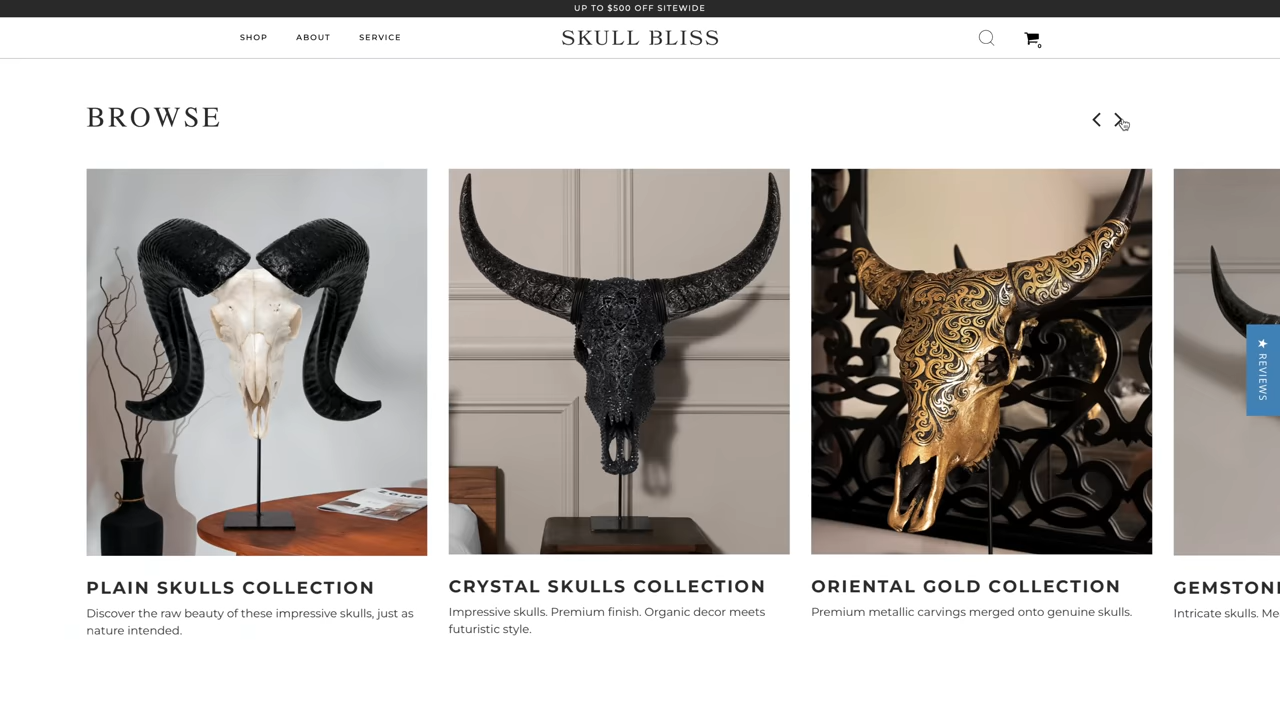 UP TO $500 OFF SITEWIDE
SHOP ABOUT SERVICE
SKULL BLISS
0
BROWSE
★ REVIEWS
PLAIN SKULLS COLLECTION
Discover the raw beauty of these impressive skulls, just as
nature intended.
CRYSTAL SKULLS COLLECTION
Impressive skulls. Premium finish. Organic decor meets
futuristic style.
ORIENTAL GOLD COLLECTION
Premium metallic carvings merged onto genuine skulls.
Intricate skulls.